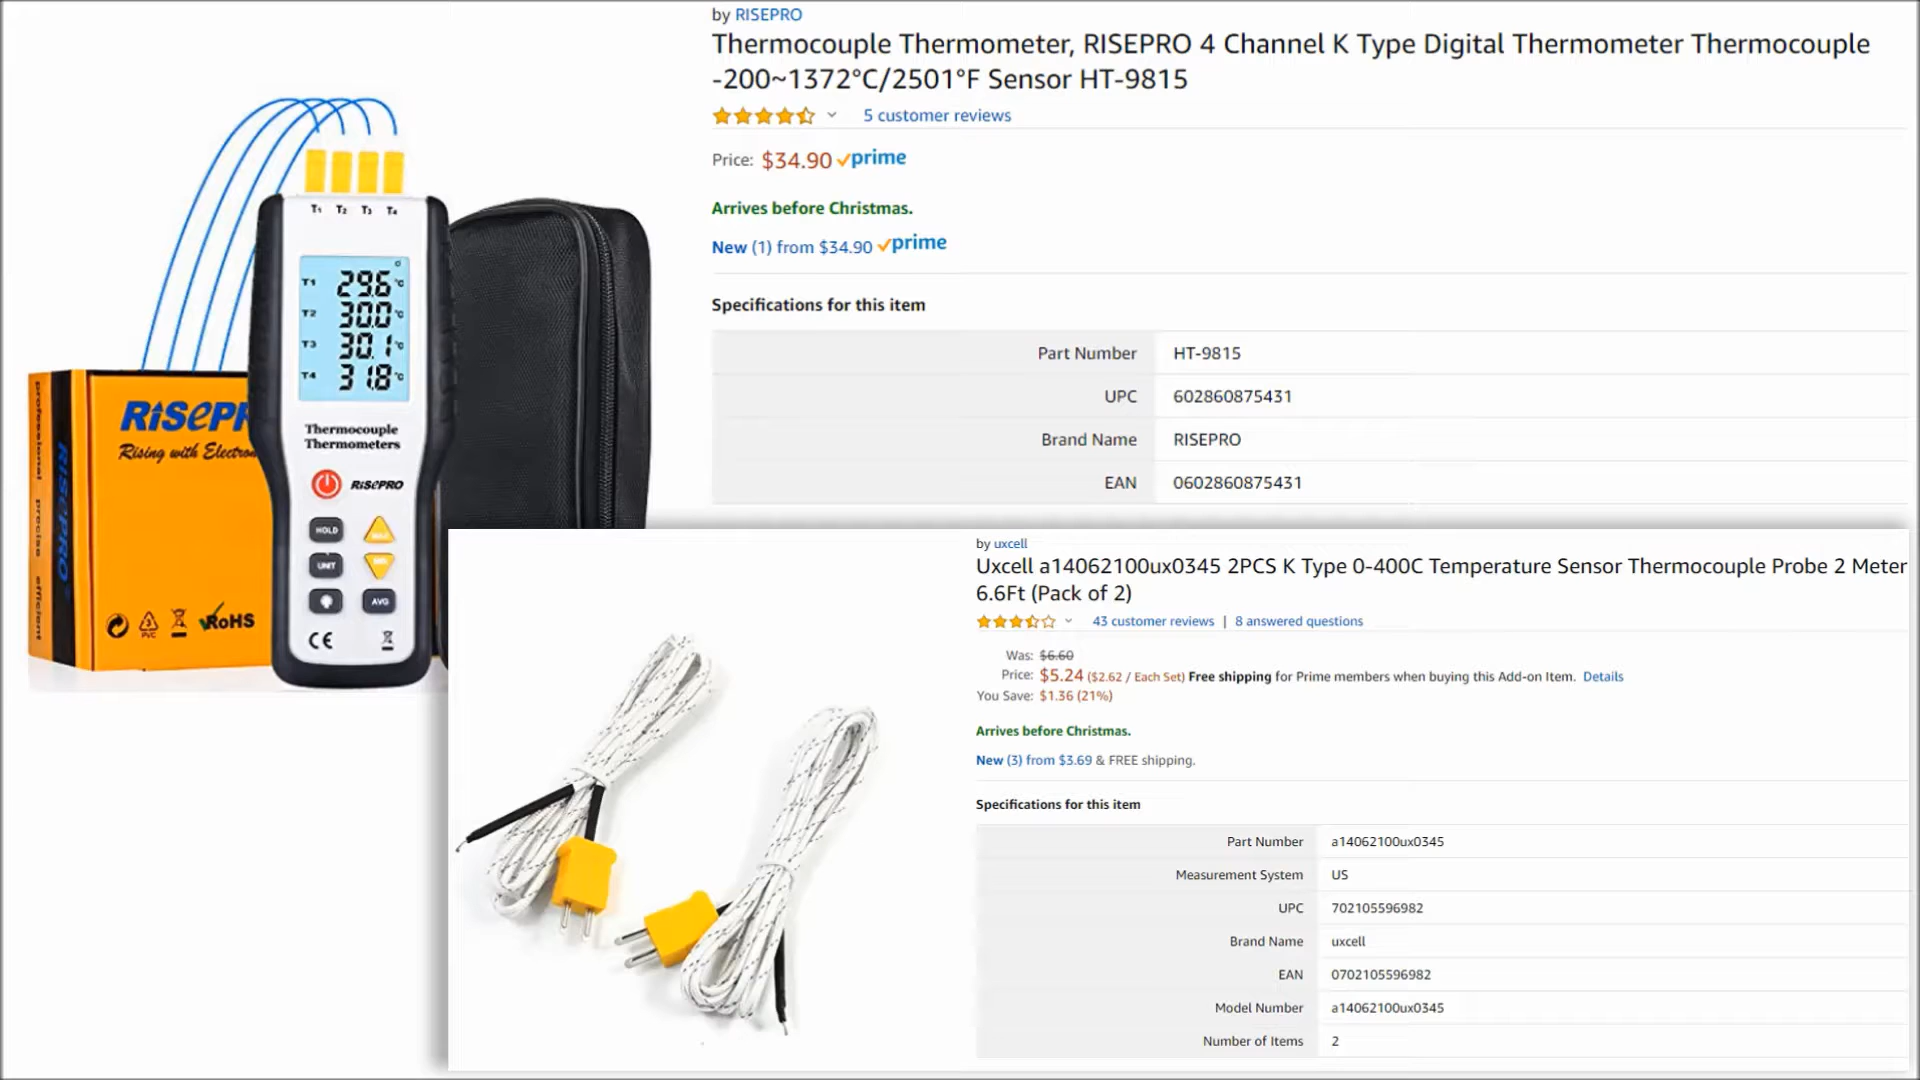 by RISEPRO
Thermocouple Thermometer, RISEPRO 4 Channel K Type Digital Thermometer Thermocouple
-200~1372°C/2501°F Sensor HT-9815
5 customer reviews
Price: $34.90 prime
Arrives before Christmas.
New (1) from $34.90 prime
Specifications for this item
Part Number HT-9815
UPC 602860875431
Brand Name RISEPRO
EAN 0602860875431
T1 T2 T3 T4
T1 29.6 °C
T2 30.0 °C
T3 30.1 °C
T4 31.8 °C
Thermocouple
Thermometers
RISEPRO
HOLD
UNIT
AVG
CE
RISEPR
Rising with Electron
professional precise efficient
RISEPRO
PVC
RoHS
by uxcell
Uxcell a14062100ux0345 2PCS K Type 0-400C Temperature Sensor Thermocouple Probe 2 Meter
6.6Ft (Pack of 2)
43 customer reviews | 8 answered questions
Was: $6.60
Price: $5.24 ($2.62 / Each Set) Free shipping for Prime members when buying this Add-on Item. Details
You Save: $1.36 (21%)
Arrives before Christmas.
New (3) from $3.69 & FREE shipping.
Specifications for this item
Part Number a14062100ux0345
Measurement System US
UPC 702105596982
Brand Name uxcell
EAN 0702105596982
Model Number a14062100ux0345
Number of Items 2